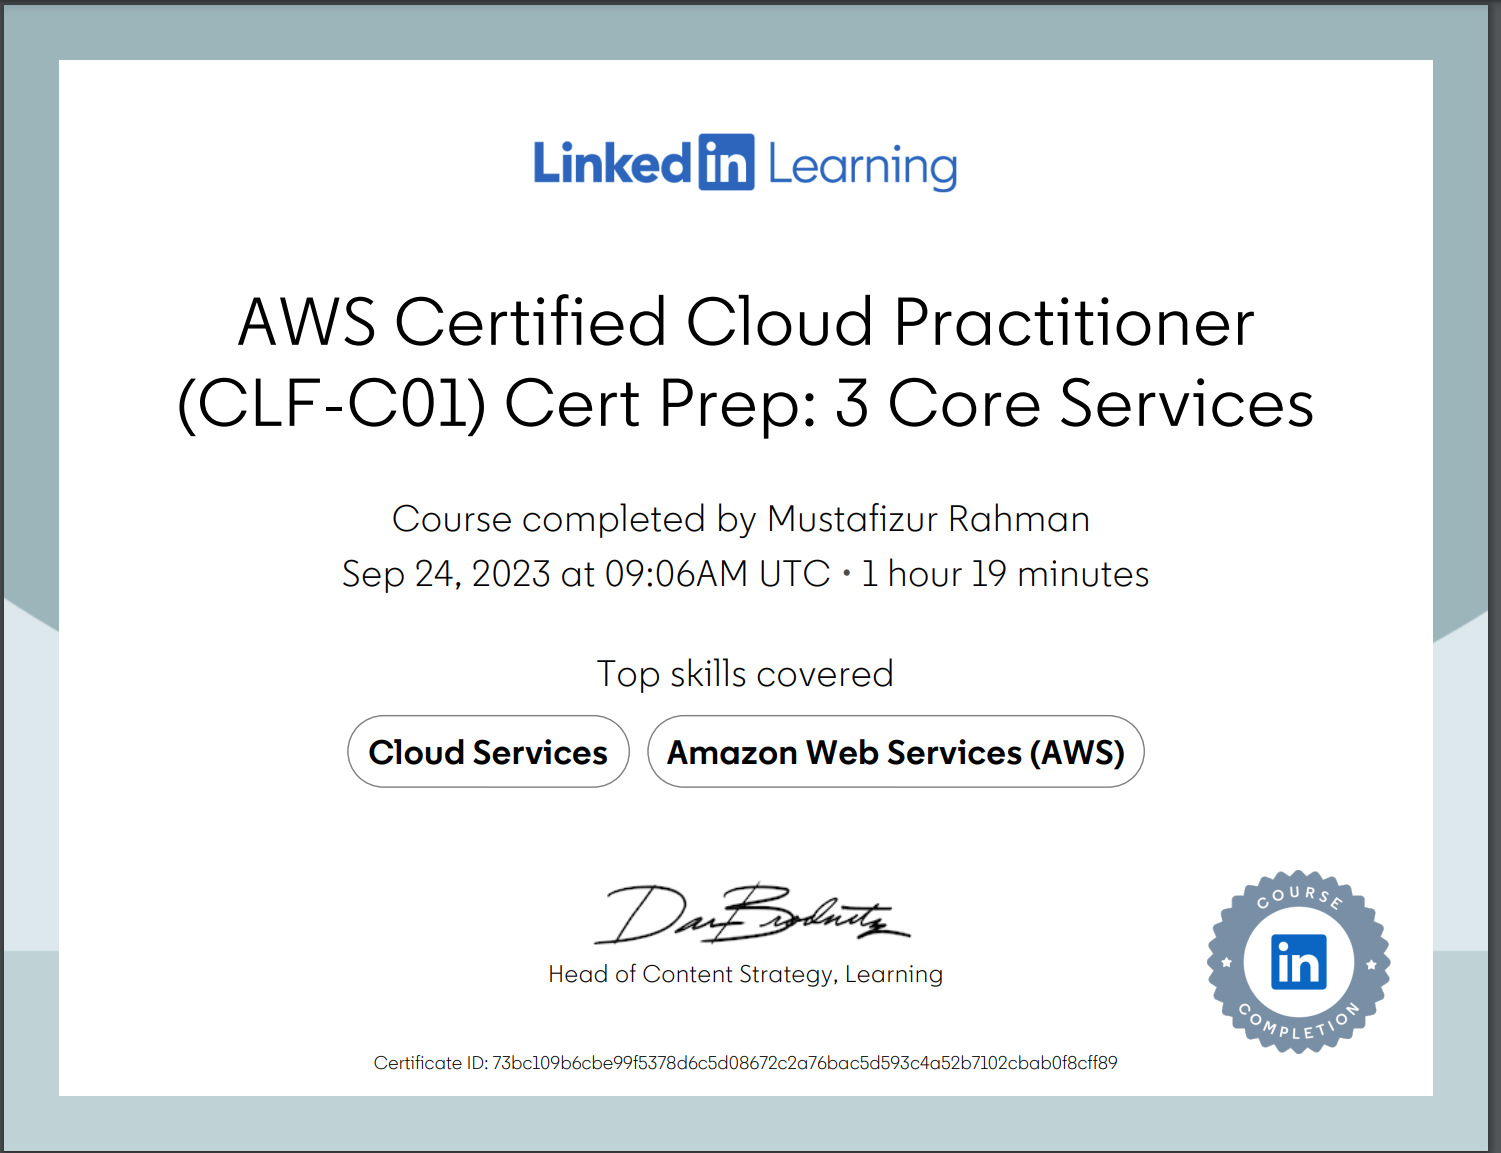 Linked in Learning
AWS Certified Cloud Practitioner
(CLF-C01) Cert Prep: 3 Core Services
Course completed by Mustafizur Rahman
Sep 24, 2023 at 09:06AM UTC • 1 hour 19 minutes
Top skills covered
Cloud Services
Amazon Web Services (AWS)
Dan Brodnitz
Head of Content Strategy, Learning
COURSE
in
COMPLETION
Certificate ID: 73bc109b6cbe99f5378d6c5d08672c2a76bac5d593c4a52b7102cbab0f8cff89